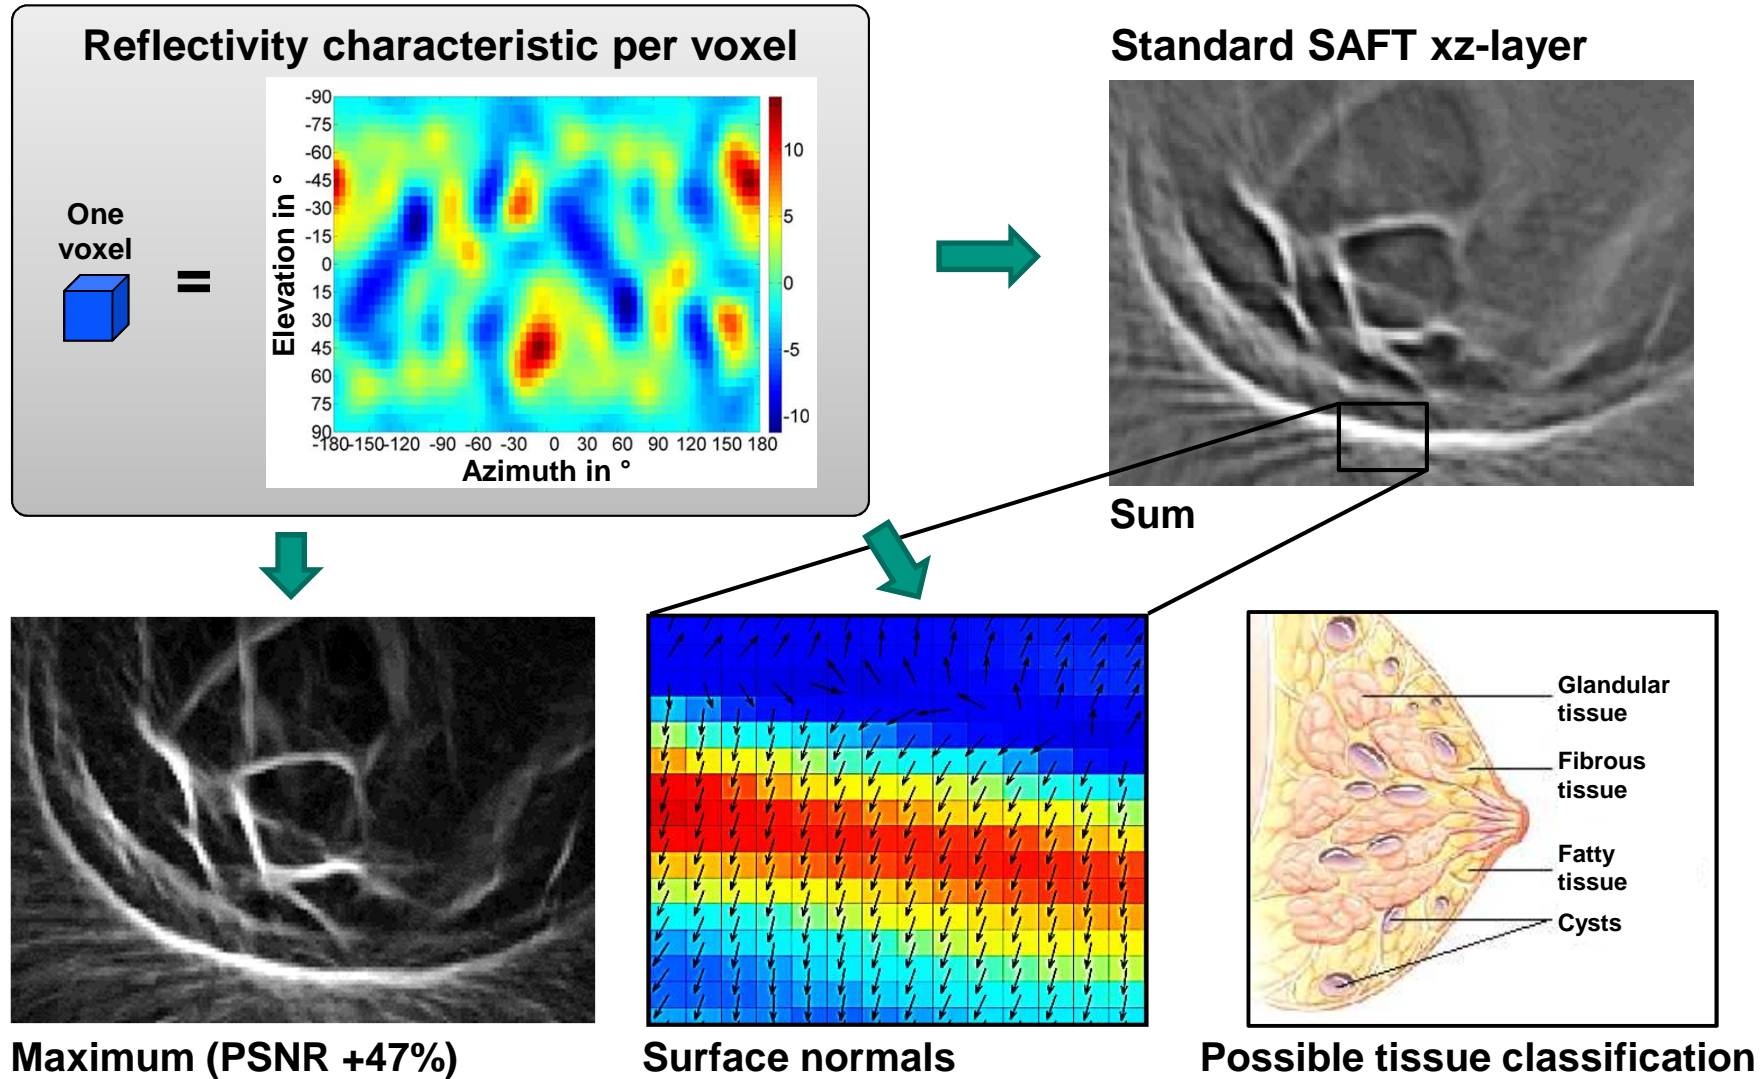 Reflectivity characteristic per voxel
Standard SAFT xz-layer
One
voxel
=
Elevation in °
-90
-75
-60
-45
-30
-15
0
15
30
45
60
75
90
-180 -150 -120 -90 -60 -30 0 30 60 90 120 150 180
Azimuth in °
10
5
0
-5
-10
Sum
Maximum (PSNR +47%)
Surface normals
Glandular
tissue
Fibrous
tissue
Fatty
tissue
Cysts
Possible tissue classification